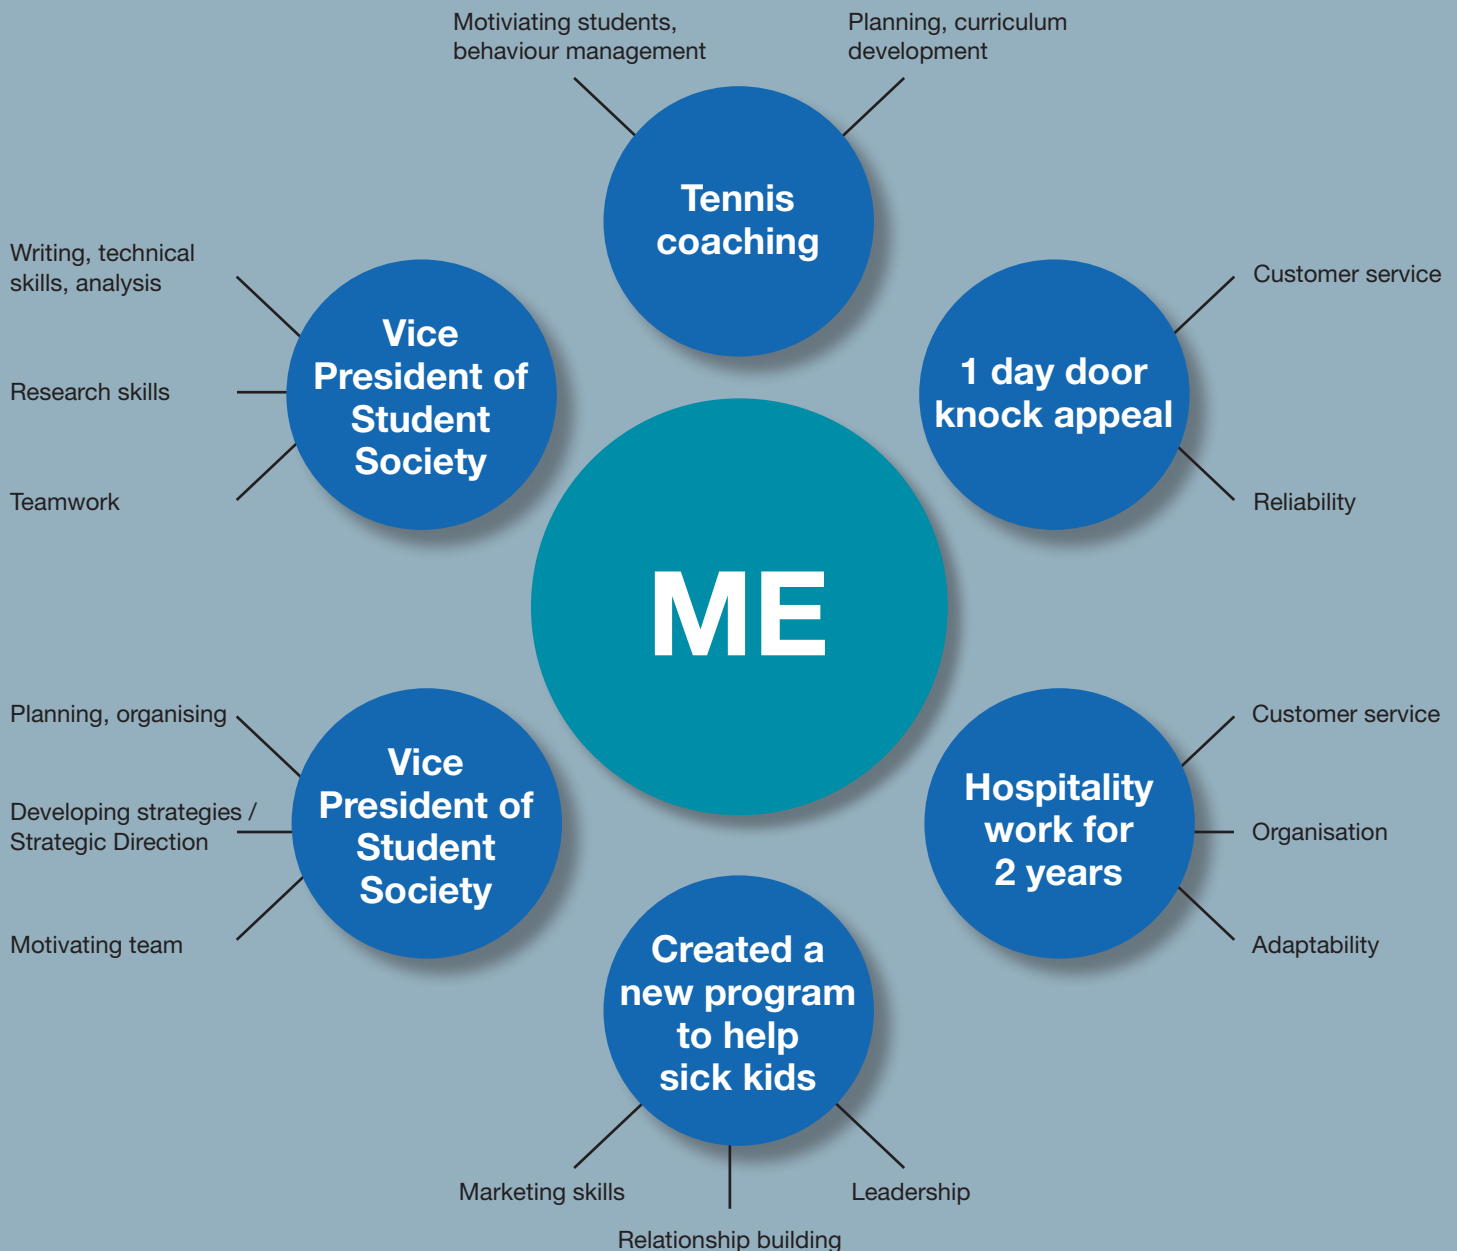 Motiviating students,
behaviour management
Planning, curriculum
development
Tennis
coaching
Writing, technical
skills, analysis
Research skills
Teamwork
Vice
President of
Student
Society
Customer service
Reliability
1 day door
knock appeal
ME
Planning, organising
Developing strategies /
Strategic Direction
Motivating team
Vice
President of
Student
Society
Customer service
Organisation
Adaptability
Hospitality
work for
2 years
Created a
new program
to help
sick kids
Marketing skills
Relationship building
Leadership